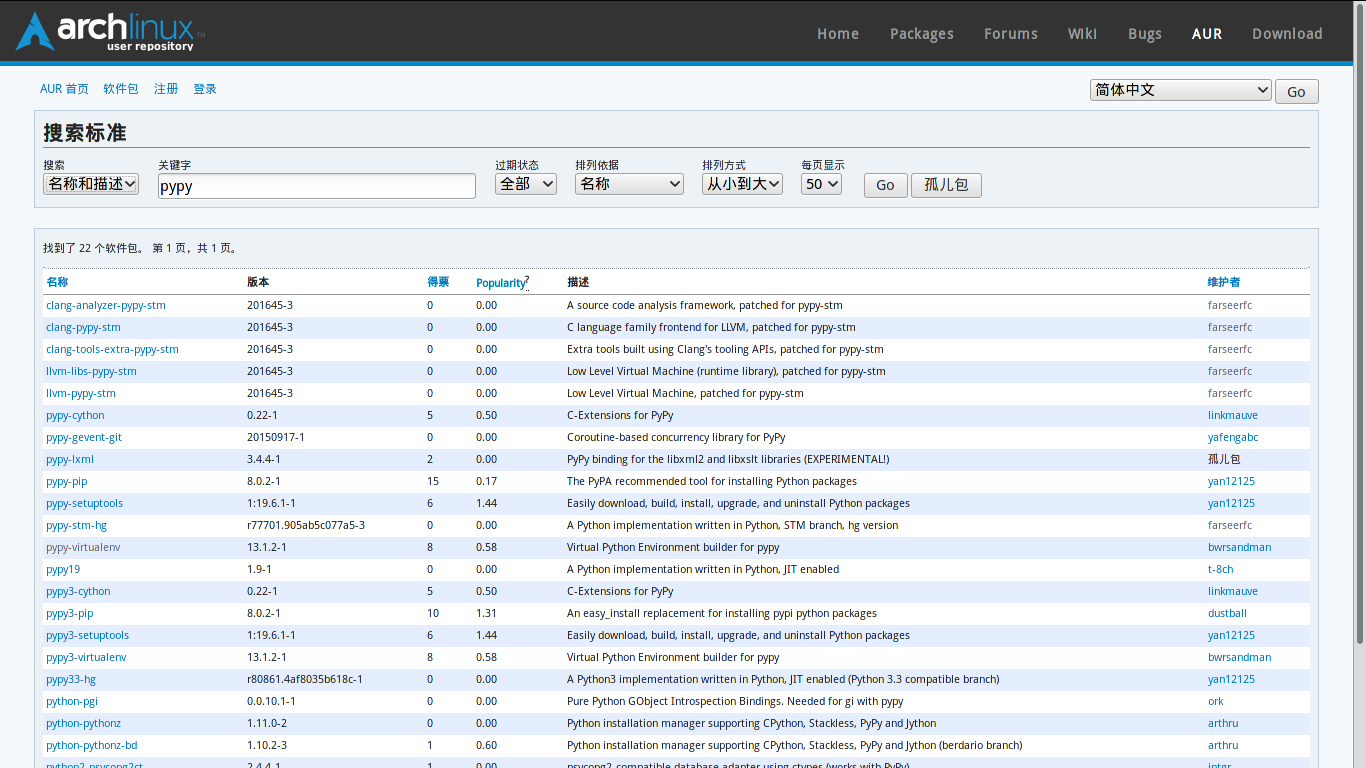 archlinux™
user repository
Home Packages Forums Wiki Bugs AUR Download
AUR 首页 软件包 注册 登录 简体中文 Go
搜索标准
搜索 关键字 过期状态 排列依据 排列方式 每页显示
名称和描述 pypy 全部 名称 从小到大 50 Go 孤儿包
找到了 22 个软件包。 第 1 页，共 1 页。
名称 版本 得票 Popularity? 描述 维护者
clang-analyzer-pypy-stm 201645-3 0 0.00 A source code analysis framework, patched for pypy-stm farseerfc
clang-pypy-stm 201645-3 0 0.00 C language family frontend for LLVM, patched for pypy-stm farseerfc
clang-tools-extra-pypy-stm 201645-3 0 0.00 Extra tools built using Clang's tooling APIs, patched for pypy-stm farseerfc
llvm-libs-pypy-stm 201645-3 0 0.00 Low Level Virtual Machine (runtime library), patched for pypy-stm farseerfc
llvm-pypy-stm 201645-3 0 0.00 Low Level Virtual Machine, patched for pypy-stm farseerfc
pypy-cython 0.22-1 5 0.50 C-Extensions for PyPy linkmauve
pypy-gevent-git 20150917-1 0 0.00 Coroutine-based concurrency library for PyPy yafengabc
pypy-lxml 3.4.4-1 2 0.00 PyPy binding for the libxml2 and libxslt libraries (EXPERIMENTAL!) 孤儿包
pypy-pip 8.0.2-1 15 0.17 The PyPA recommended tool for installing Python packages yan12125
pypy-setuptools 1:19.6.1-1 6 1.44 Easily download, build, install, upgrade, and uninstall Python packages yan12125
pypy-stm-hg r77701.905ab5c077a5-3 0 0.00 A Python implementation written in Python, STM branch, hg version farseerfc
pypy-virtualenv 13.1.2-1 8 0.58 Virtual Python Environment builder for pypy bwrsandman
pypy19 1.9-1 0 0.00 A Python implementation written in Python, JIT enabled t-8ch
pypy3-cython 0.22-1 5 0.50 C-Extensions for PyPy linkmauve
pypy3-pip 8.0.2-1 10 1.31 An easy_install replacement for installing pypi python packages dustball
pypy3-setuptools 1:19.6.1-1 6 1.44 Easily download, build, install, upgrade, and uninstall Python packages yan12125
pypy3-virtualenv 13.1.2-1 8 0.58 Virtual Python Environment builder for pypy bwrsandman
pypy33-hg r80861.4af8035b618c-1 0 0.00 A Python3 implementation written in Python, JIT enabled (Python 3.3 compatible branch) yan12125
python-pgi 0.0.10.1-1 0 0.00 Pure Python GObject Introspection Bindings. Needed for gi with pypy ork
python-pythonz 1.11.0-2 0 0.00 Python installation manager supporting CPython, Stackless, PyPy and Jython arthru
python-pythonz-bd 1.10.2-3 1 0.60 Python installation manager supporting CPython, Stackless, PyPy and Jython (berdario branch) arthru
python2-psycopg2ct 2.4.4-1 1 0.00 psycopg2-compatible database adapter using ctypes (works with PyPy) intgr